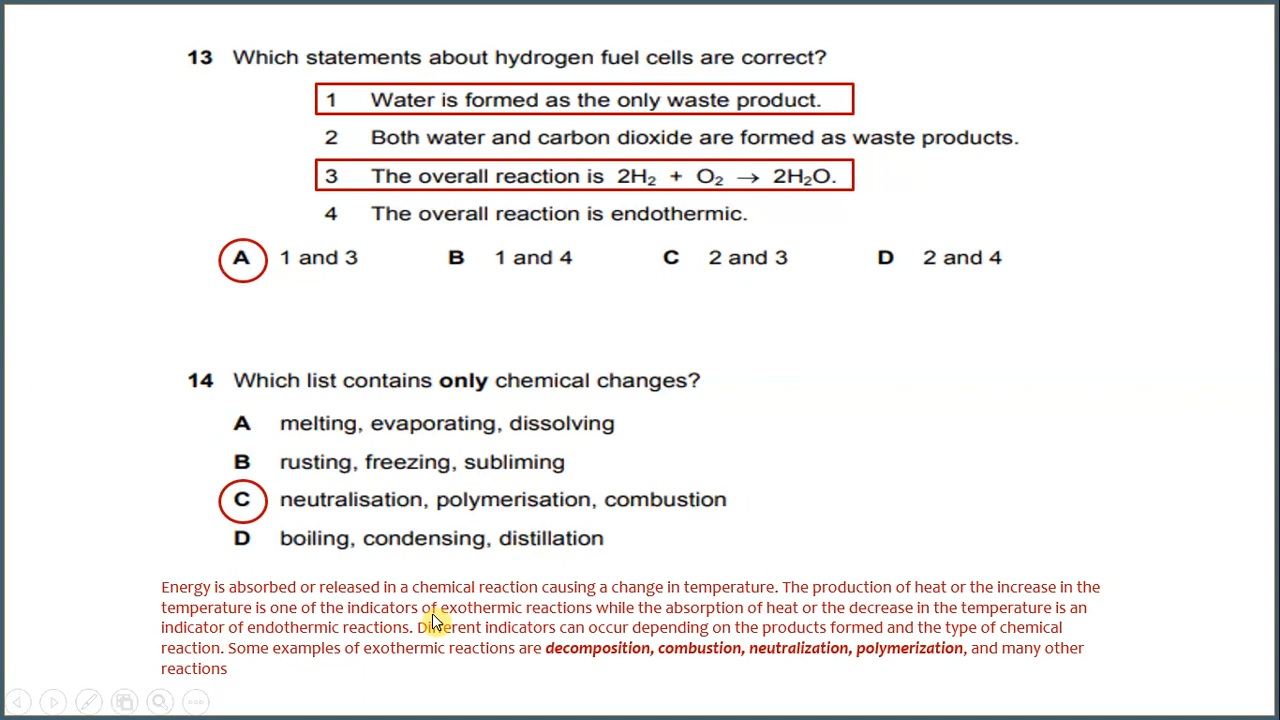 13 Which statements about hydrogen fuel cells are correct?
1 Water is formed as the only waste product.
2 Both water and carbon dioxide are formed as waste products.
3 The overall reaction is 2H₂ + O₂ → 2H₂O.
4 The overall reaction is endothermic.
A 1 and 3 B 1 and 4 C 2 and 3 D 2 and 4
14 Which list contains only chemical changes?
A melting, evaporating, dissolving
B rusting, freezing, subliming
C neutralisation, polymerisation, combustion
D boiling, condensing, distillation
Energy is absorbed or released in a chemical reaction causing a change in temperature. The production of heat or the increase in the
temperature is one of the indicators of exothermic reactions while the absorption of heat or the decrease in the temperature is an
indicator of endothermic reactions. Different indicators can occur depending on the products formed and the type of chemical
reaction. Some examples of exothermic reactions are decomposition, combustion, neutralization, polymerization, and many other
reactions